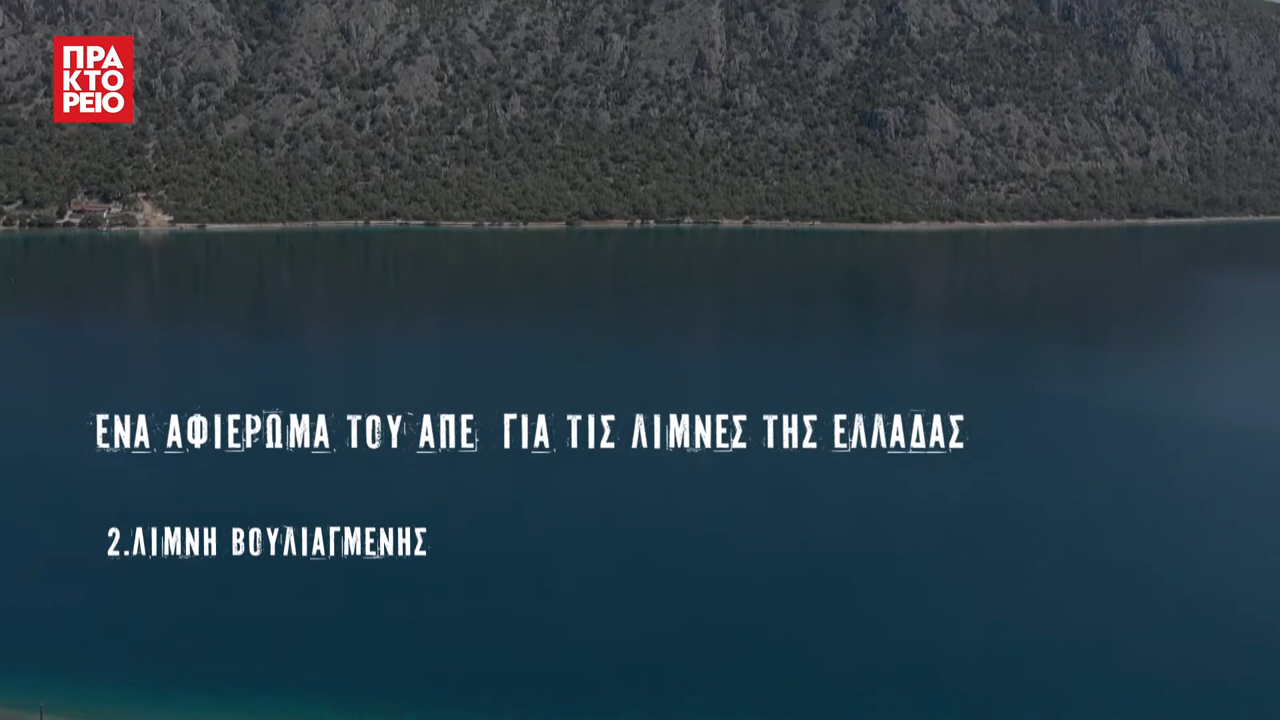 ΠΡΑ
ΚΤΟ
ΡΕΙΟ
ΕΝΑ ΑΦΙΕΡΩΜΑ ΤΟΥ ΑΠΕ ΓΙΑ ΤΙΣ ΛΙΜΝΕΣ ΤΗΣ ΕΛΛΑΔΑΣ
2.ΛΙΜΝΗ ΒΟΥΛΙΑΓΜΕΝΗΣ